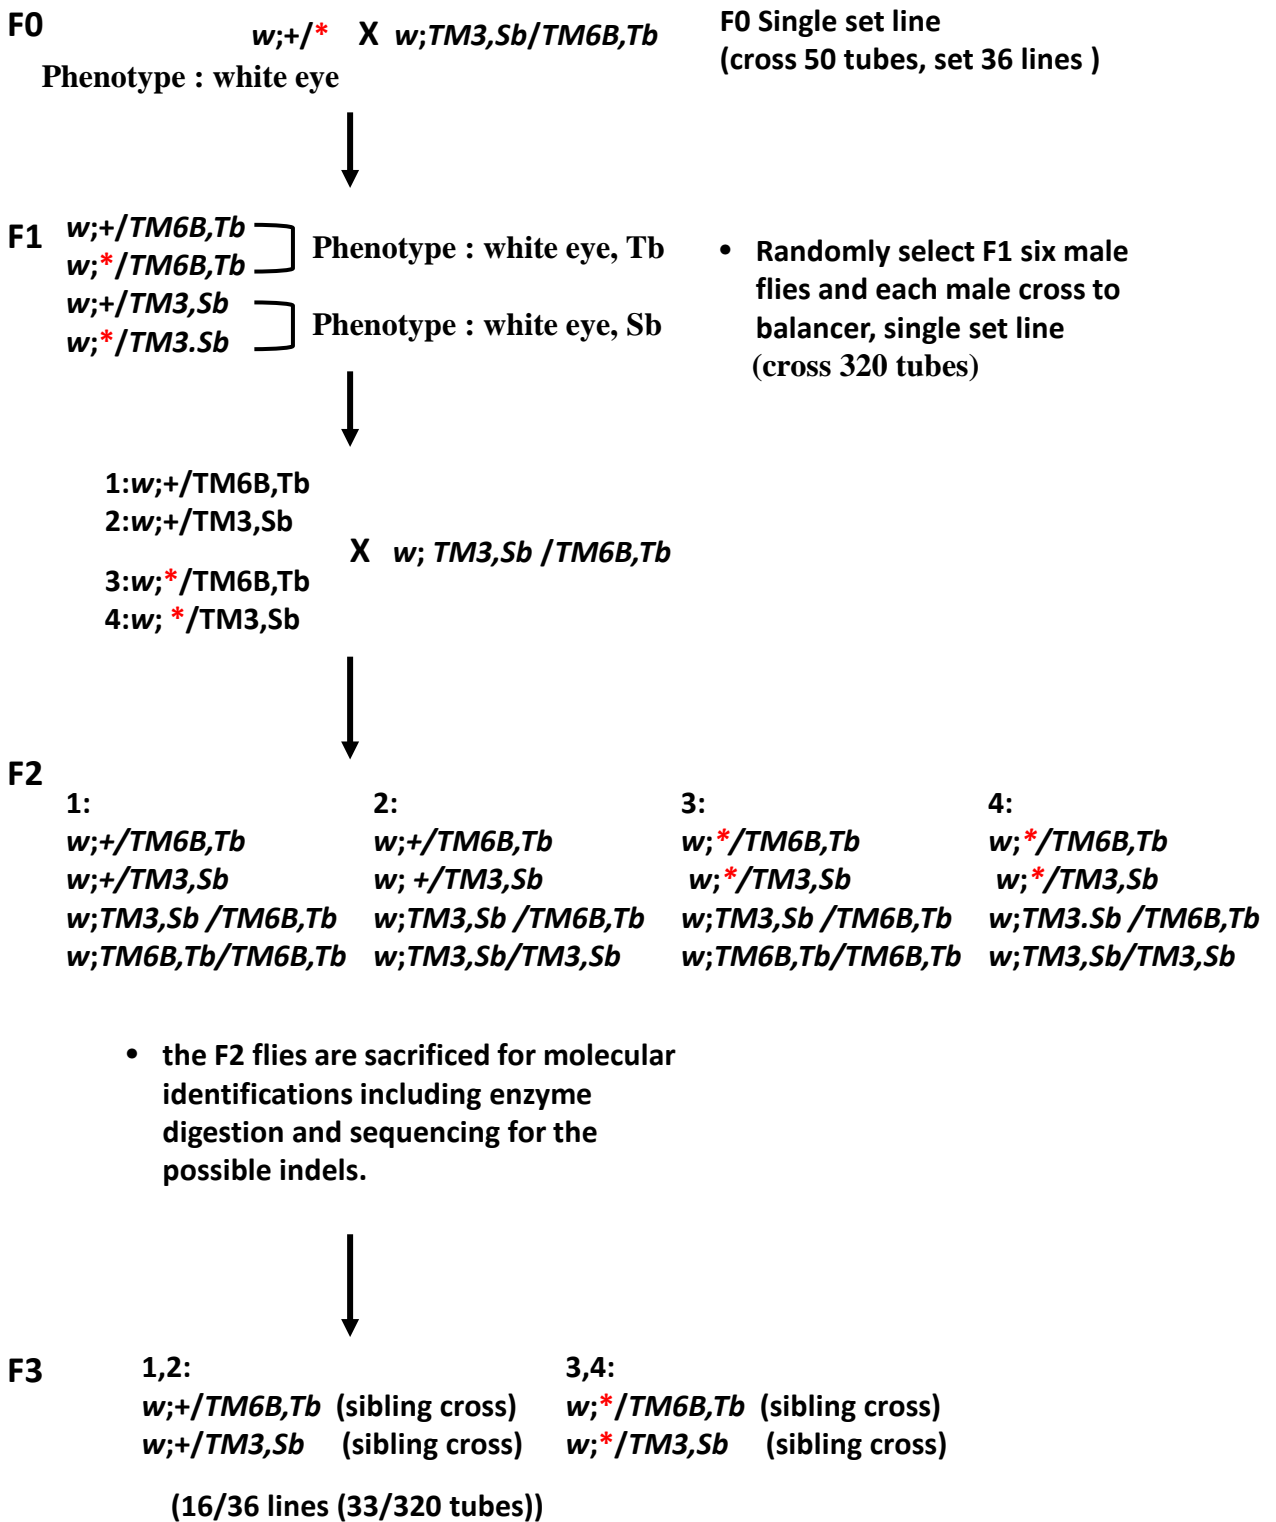 F0
w;+/* X w;TM3,Sb/TM6B,Tb
Phenotype : white eye
F0 Single set line
(cross 50 tubes, set 36 lines )
F1
w;+/TM6B,Tb
w;*/TM6B,Tb
Phenotype : white eye, Tb
w;+/TM3,Sb
w;*/TM3.Sb
Phenotype : white eye, Sb
• Randomly select F1 six male
flies and each male cross to
balancer, single set line
(cross 320 tubes)
1:w;+/TM6B,Tb
2:w;+/TM3,Sb
3:w;*/TM6B,Tb
4:w; */TM3,Sb
X w; TM3,Sb /TM6B,Tb
F2
1:
w;+/TM6B,Tb
w;+/TM3,Sb
w;TM3,Sb /TM6B,Tb
w;TM6B,Tb/TM6B,Tb
2:
w;+/TM6B,Tb
w; +/TM3,Sb
w;TM3,Sb /TM6B,Tb
w;TM3,Sb/TM3,Sb
3:
w;*/TM6B,Tb
w;*/TM3,Sb
w;TM3,Sb /TM6B,Tb
w;TM6B,Tb/TM6B,Tb
4:
w;*/TM6B,Tb
w;*/TM3,Sb
w;TM3.Sb /TM6B,Tb
w;TM3,Sb/TM3,Sb
• the F2 flies are sacrificed for molecular
identifications including enzyme
digestion and sequencing for the
possible indels.
F3
1,2:
w;+/TM6B,Tb (sibling cross)
w;+/TM3,Sb (sibling cross)
3,4:
w;*/TM6B,Tb (sibling cross)
w;*/TM3,Sb (sibling cross)
(16/36 lines (33/320 tubes))